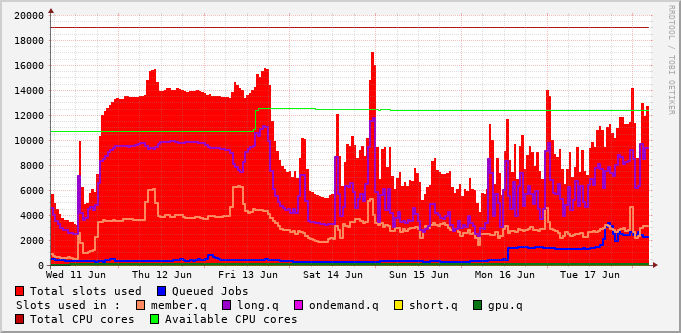 RRDTOOL / TOBI OETIKER
20000
18000
16000
14000
12000
10000
8000
6000
4000
2000
0
Wed 11 Jun Thu 12 Jun Fri 13 Jun Sat 14 Jun Sun 15 Jun Mon 16 Jun Tue 17 Jun
Total slots used Queued Jobs
Slots used in : member.q long.q ondemand.q short.q gpu.q
Total CPU cores Available CPU cores